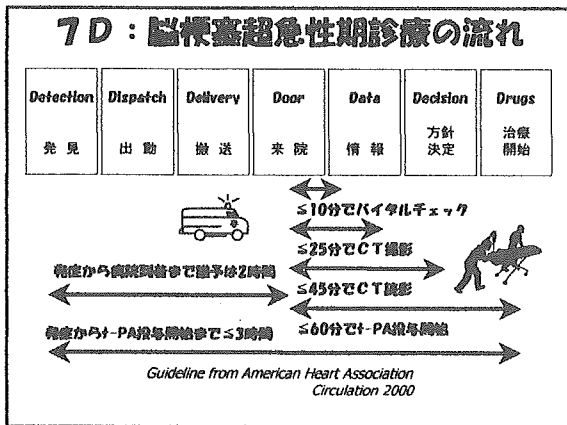 7D：脳梗塞超急性期診療の流れ
Detection
発見
Dispatch
出動
Delivery
搬送
Door
来院
Data
情報
Decision
方針
決定
Drugs
治療
開始
≤10分でバイタルチェック
≤25分でCT撮影
発症から病院到着まで猶予は2時間
≤45分でCT読影
発症からt-PA投与開始まで≤3時間
≤60分でt-PA投与開始
Guideline from American Heart Association
Circulation 2000